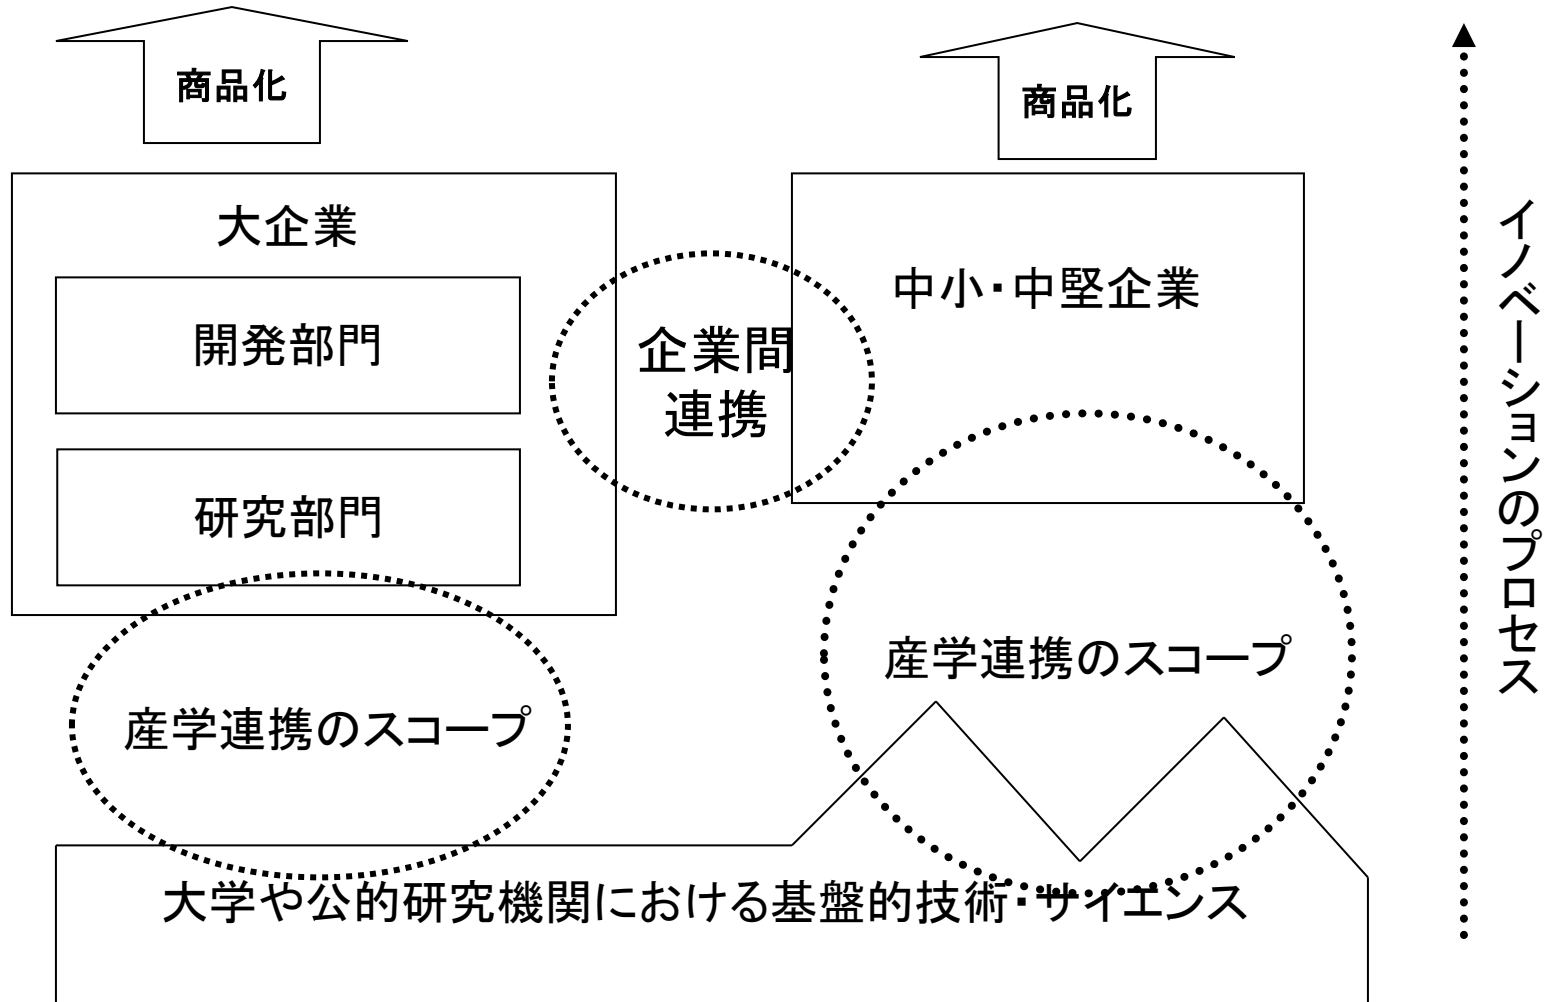 商品化
商品化
大企業
中小・中堅企業
開発部門
企業間
連携
研究部門
産学連携のスコープ
産学連携のスコープ
大学や公的研究機関における基盤的技術・サイエンス
イノベーションのプロセス